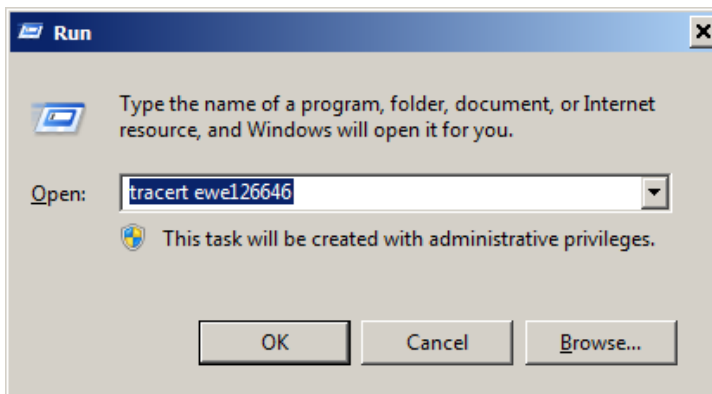 Run
Type the name of a program, folder, document, or Internet
resource, and Windows will open it for you.
Open: tracert ewe126646
This task will be created with administrative privileges.
OK Cancel Browse...